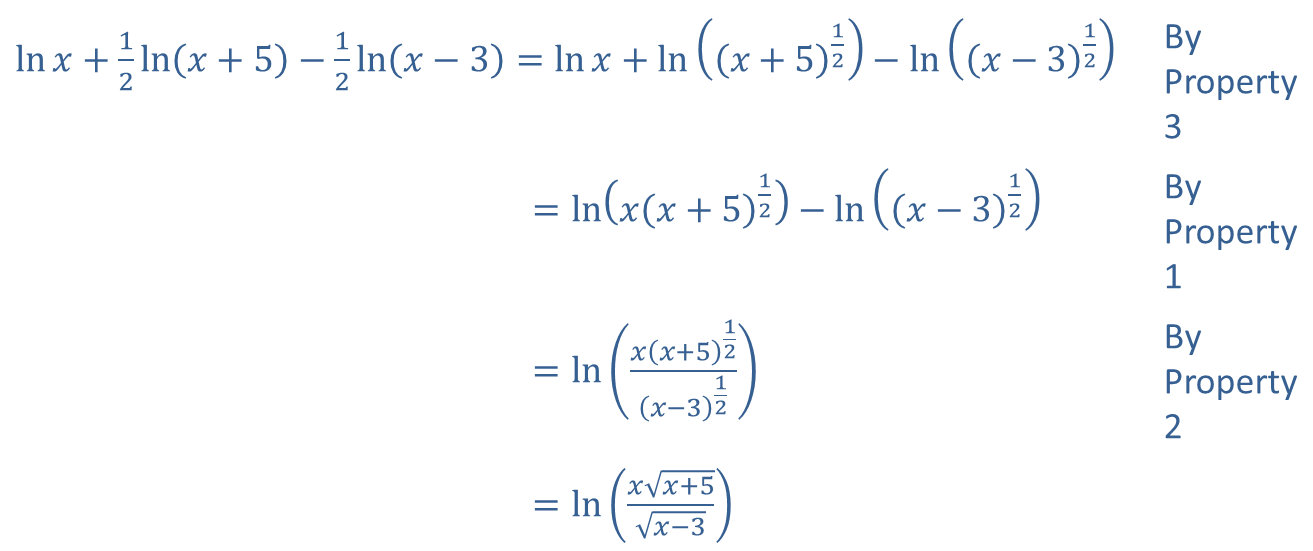 ln x + 1/2 ln(x + 5) − 1/2 ln(x − 3) = ln x + ln((x + 5)^(1/2)) − ln((x − 3)^(1/2)) By
Property
3
= ln(x(x + 5)^(1/2)) − ln((x − 3)^(1/2)) By
Property
1
= ln(x(x+5)^(1/2) / (x−3)^(1/2)) By
Property
2
= ln(x√(x+5) / √(x−3))